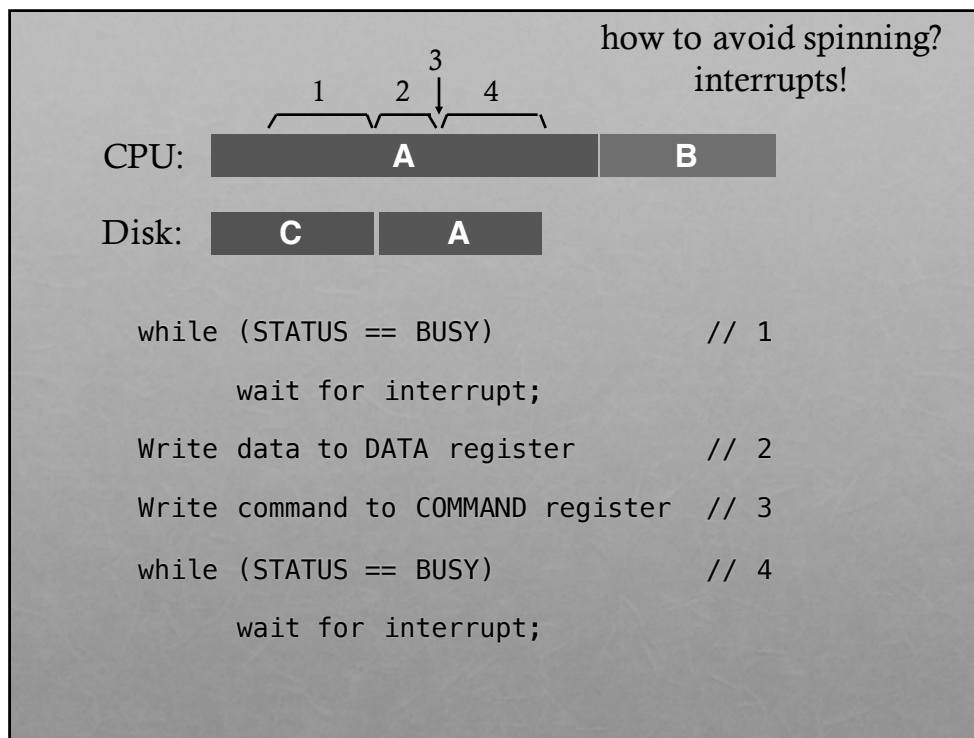 how to avoid spinning?
interrupts!
3
1 2 4
CPU: A B
Disk: C A
while (STATUS == BUSY) // 1
wait for interrupt;
Write data to DATA register // 2
Write command to COMMAND register // 3
while (STATUS == BUSY) // 4
wait for interrupt;